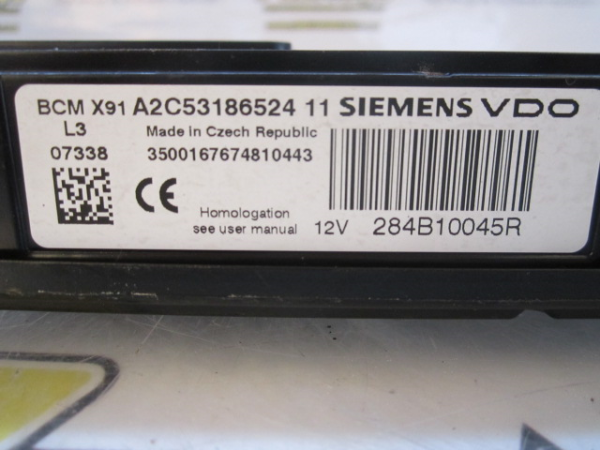 BCM X91 A2C53186524 11 SIEMENS VDO
L3 Made in Czech Republic
07338 3500167674810443
CE
Homologation
see user manual 12V 284B10045R